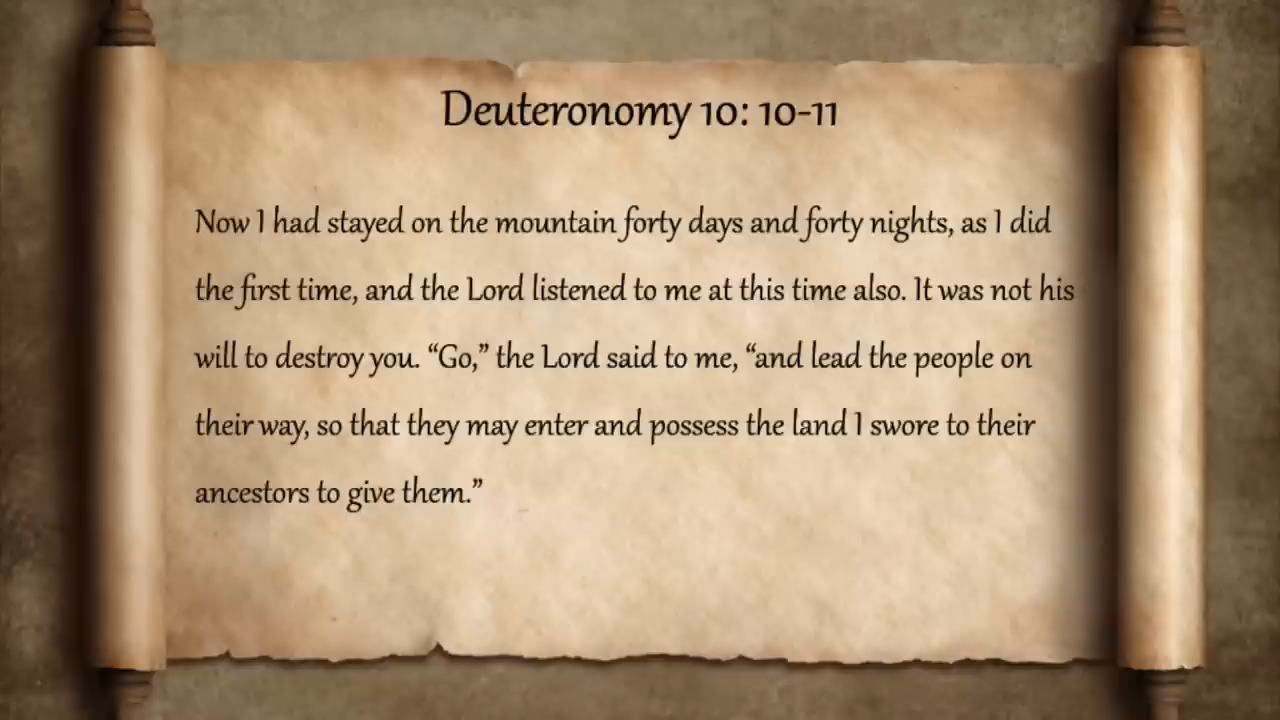 Deuteronomy 10: 10-11
Now I had stayed on the mountain forty days and forty nights, as I did
the first time, and the Lord listened to me at this time also. It was not his
will to destroy you. “Go,” the Lord said to me, “and lead the people on
their way, so that they may enter and possess the land I swore to their
ancestors to give them.”